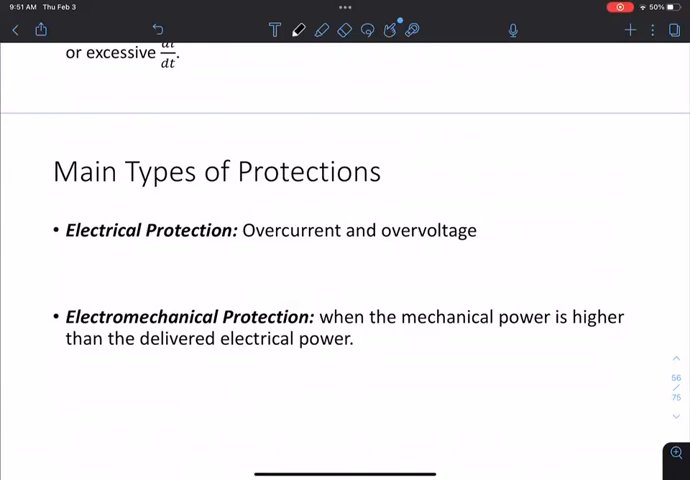 9:51 AM Thu Feb 3
50%
or excessive di/dt.
Main Types of Protections
• Electrical Protection: Overcurrent and overvoltage
• Electromechanical Protection: when the mechanical power is higher
than the delivered electrical power.
56
/
75